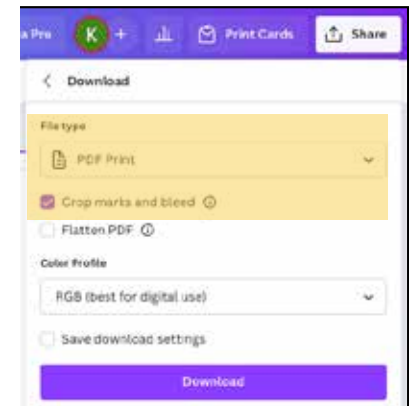 a Pro K + Print Cards Share
Download
File type
PDF Print
Crop marks and bleed
Flatten PDF
Color Profile
RGB (best for digital use)
Save download settings
Download